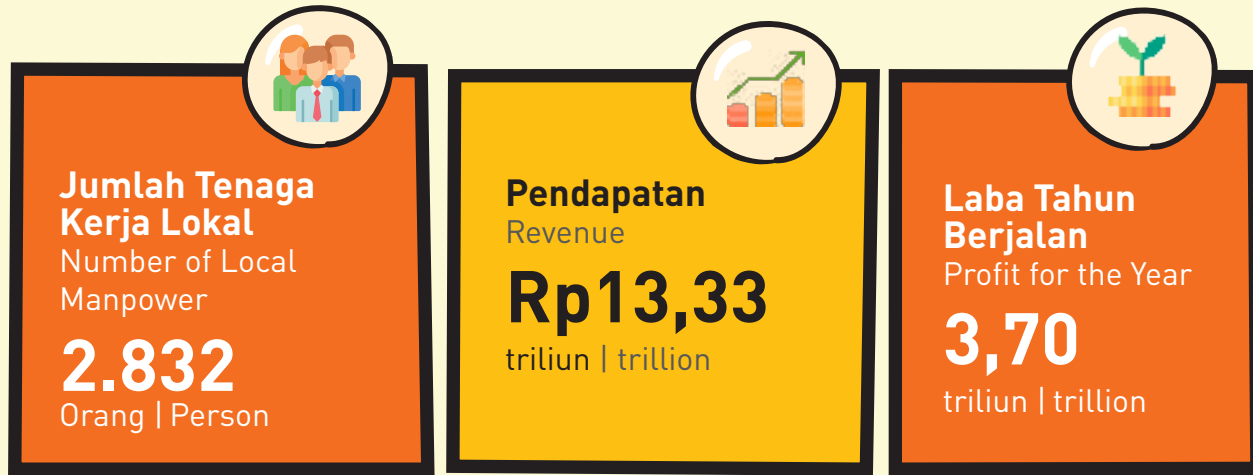 Jumlah Tenaga
Kerja Lokal
Number of Local
Manpower
2.832
Orang | Person
Pendapatan
Revenue
Rp13,33
triliun | trillion
Laba Tahun
Berjalan
Profit for the Year
3,70
triliun | trillion